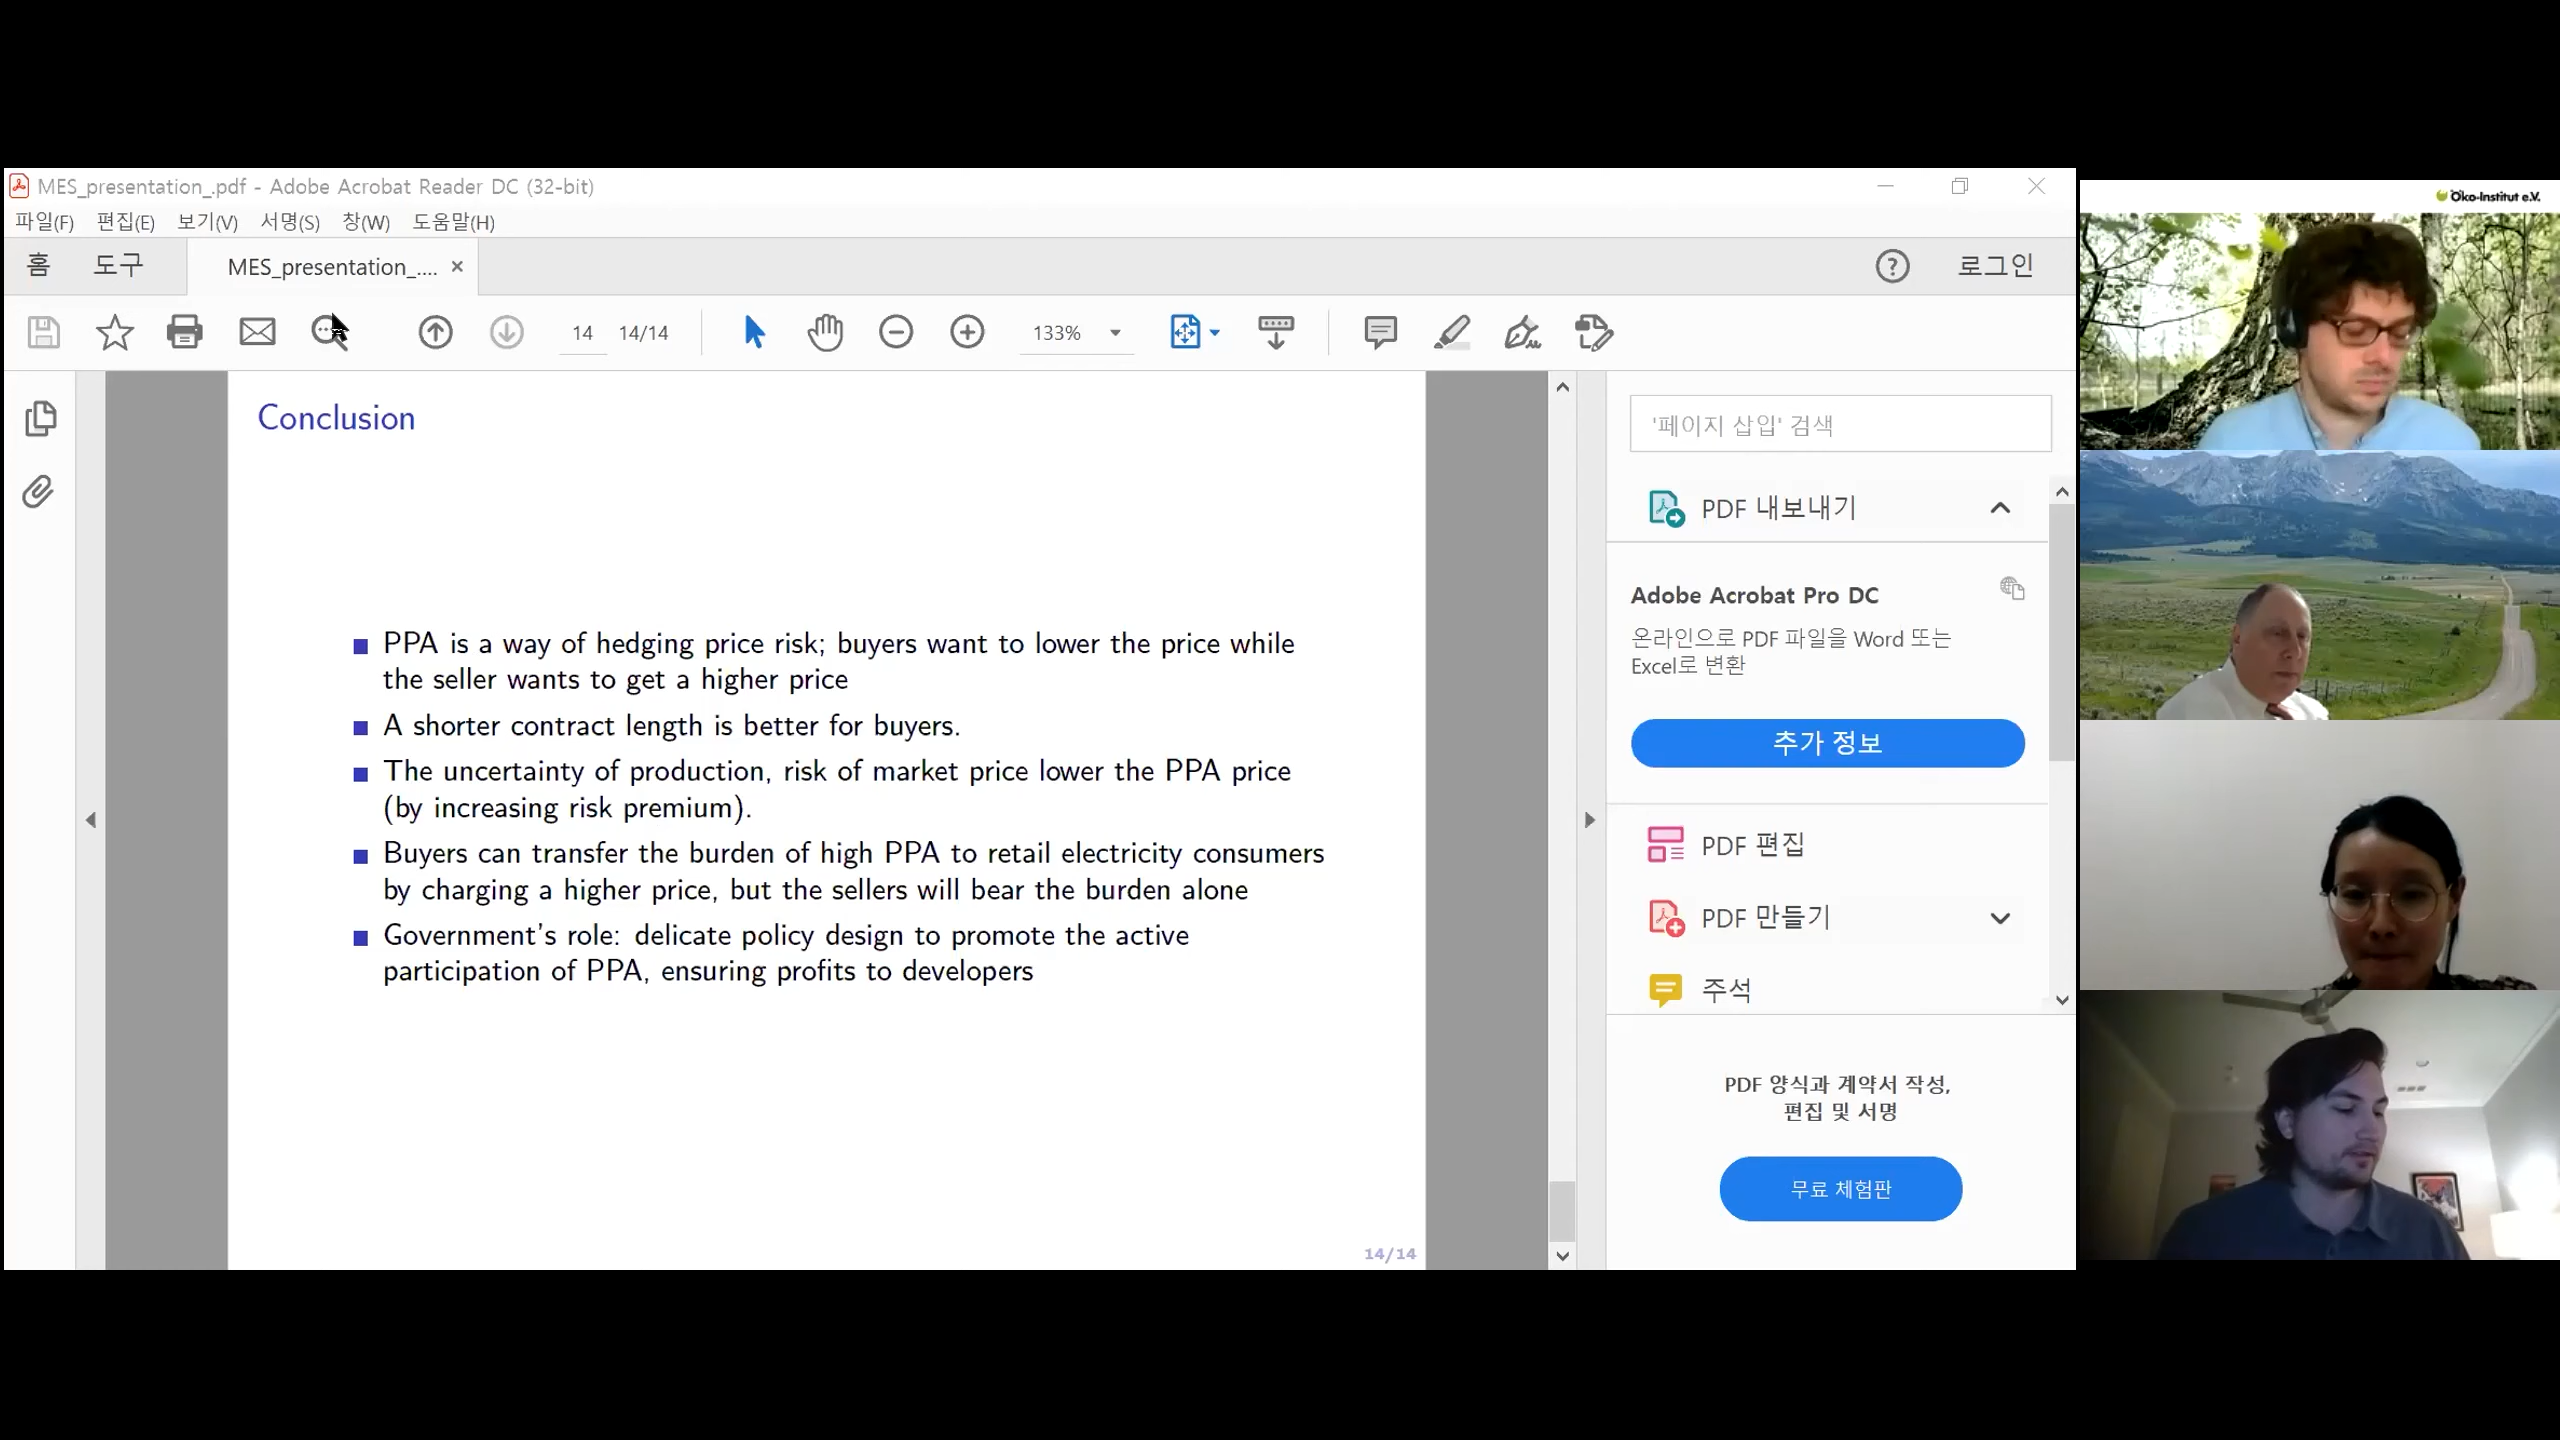 MES_presentation_.pdf - Adobe Acrobat Reader DC (32-bit)
파일(F) 편집(E) 보기(V) 서명(S) 창(W) 도움말(H)
홈 도구 MES_presentation_.... × 로그인
14 14/14 133%
Conclusion
PPA is a way of hedging price risk; buyers want to lower the price while
the seller wants to get a higher price
A shorter contract length is better for buyers.
The uncertainty of production, risk of market price lower the PPA price
(by increasing risk premium).
Buyers can transfer the burden of high PPA to retail electricity consumers
by charging a higher price, but the sellers will bear the burden alone
Government's role: delicate policy design to promote the active
participation of PPA, ensuring profits to developers
14/14
'페이지 삽입' 검색
PDF 내보내기
Adobe Acrobat Pro DC
온라인으로 PDF 파일을 Word 또는
Excel로 변환
추가 정보
PDF 편집
PDF 만들기
주석
PDF 양식과 계약서 작성,
편집 및 서명
무료 체험판
Öko-Institut e.V.